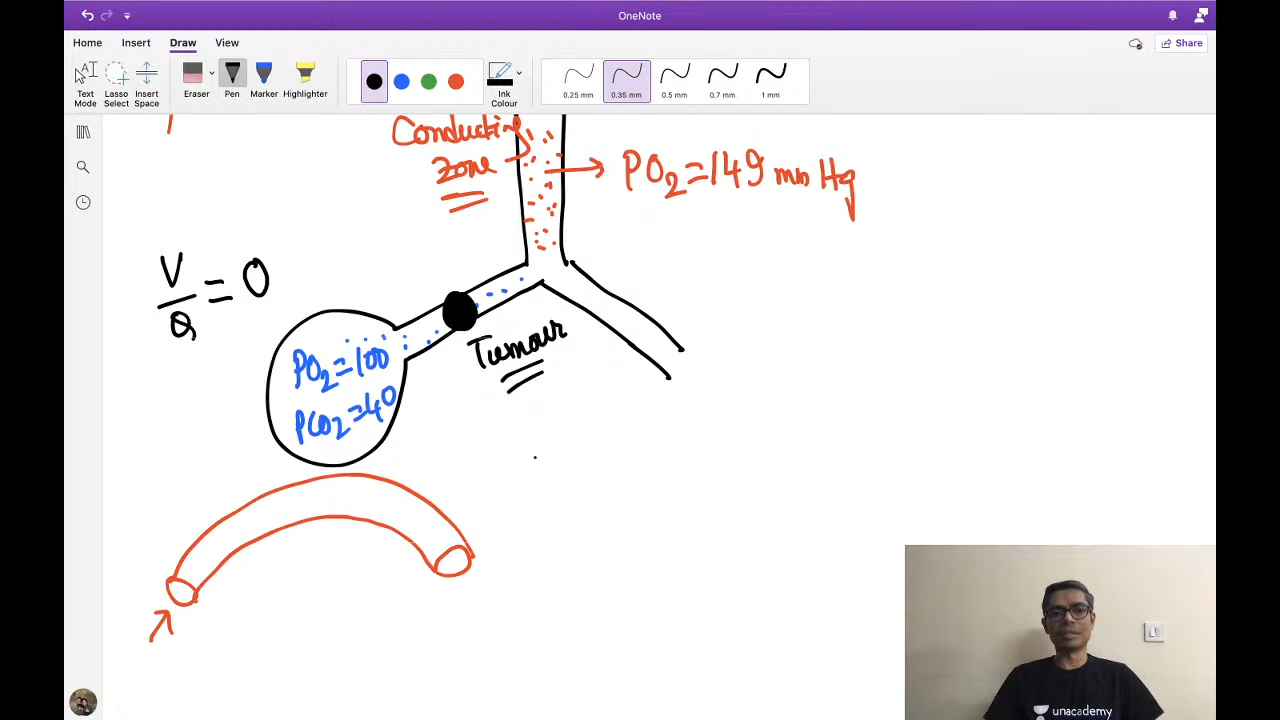 OneNote
Home Insert Draw View
Share
Text Mode
Lasso Select
Insert Space
Eraser
Pen
Marker
Highlighter
Ink Colour
0.25 mm
0.35 mm
0.5 mm
0.7 mm
1 mm
Conducting
zone
PO2=149 mm Hg
V/Q = 0
Tumour
PO2=100
PCO2=40
unacademy